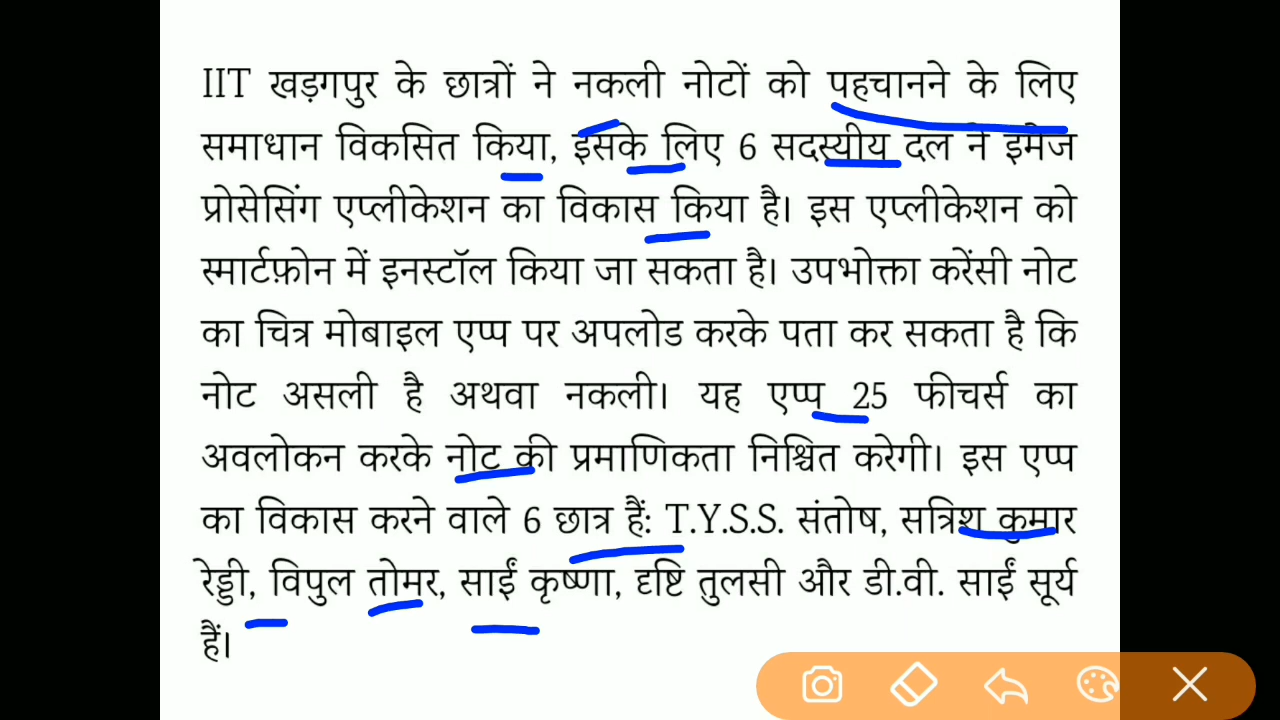 IIT खड़गपुर के छात्रों ने नकली नोटों को पहचानने के लिए
समाधान विकसित किया, इसके लिए 6 सदस्यीय दल ने इमेज
प्रोसेसिंग एप्लीकेशन का विकास किया है। इस एप्लीकेशन को
स्मार्टफ़ोन में इनस्टॉल किया जा सकता है। उपभोक्ता करेंसी नोट
का चित्र मोबाइल एप्प पर अपलोड करके पता कर सकता है कि
नोट असली है अथवा नकली। यह एप्प 25 फीचर्स का
अवलोकन करके नोट की प्रमाणिकता निश्चित करेगी। इस एप्प
का विकास करने वाले 6 छात्र हैं: T.Y.S.S. संतोष, सत्रिश कुमार
रेड्डी, विपुल तोमर, साईं कृष्णा, दृष्टि तुलसी और डी.वी. साईं सूर्य
हैं।